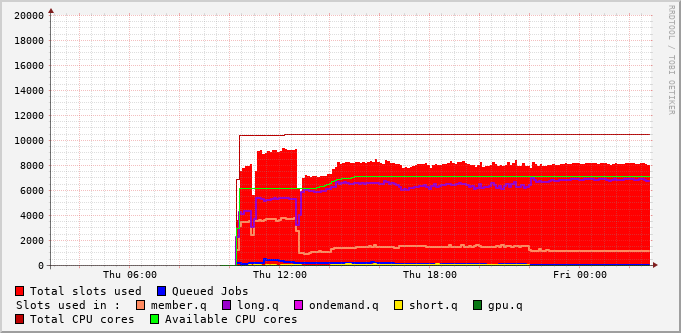 RRDTOOL / TOBI OETIKER
20000
18000
16000
14000
12000
10000
8000
6000
4000
2000
0
Thu 06:00 Thu 12:00 Thu 18:00 Fri 00:00
Total slots used Queued Jobs
Slots used in : member.q long.q ondemand.q short.q gpu.q
Total CPU cores Available CPU cores